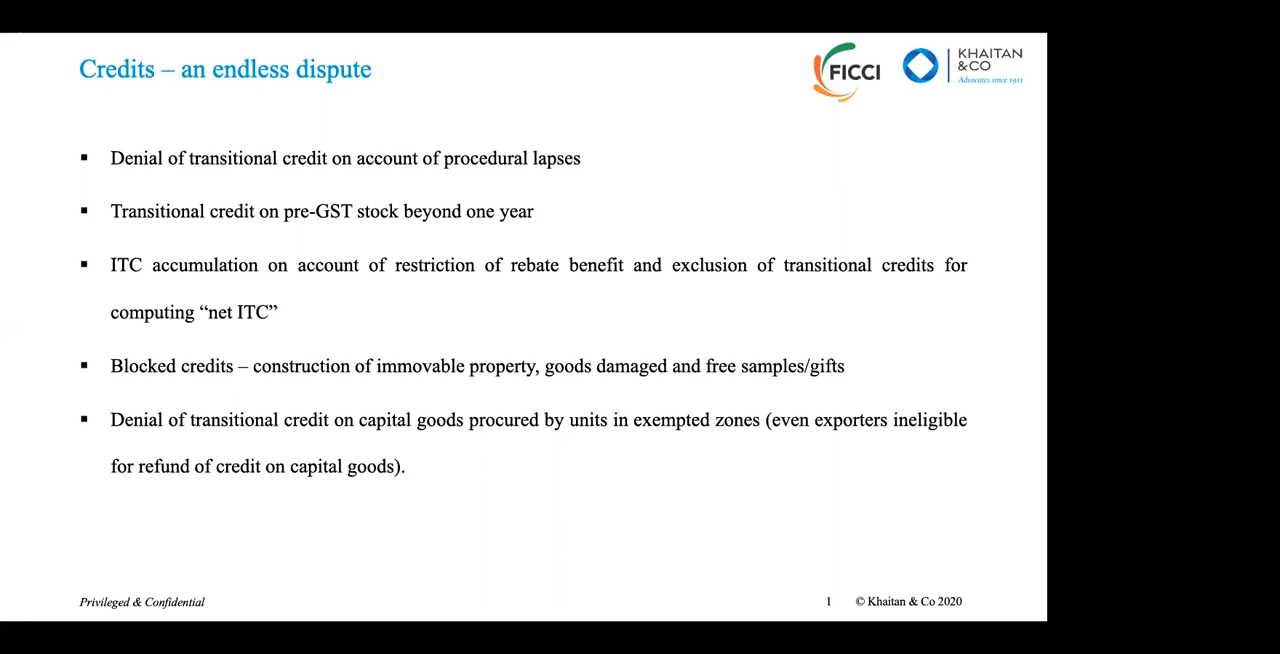 Credits – an endless dispute
FICCI
KHAITAN
&CO
Advocates since 1911
▪ Denial of transitional credit on account of procedural lapses
▪ Transitional credit on pre-GST stock beyond one year
▪ ITC accumulation on account of restriction of rebate benefit and exclusion of transitional credits for
computing “net ITC”
▪ Blocked credits – construction of immovable property, goods damaged and free samples/gifts
▪ Denial of transitional credit on capital goods procured by units in exempted zones (even exporters ineligible
for refund of credit on capital goods).
Privileged & Confidential
1 © Khaitan & Co 2020